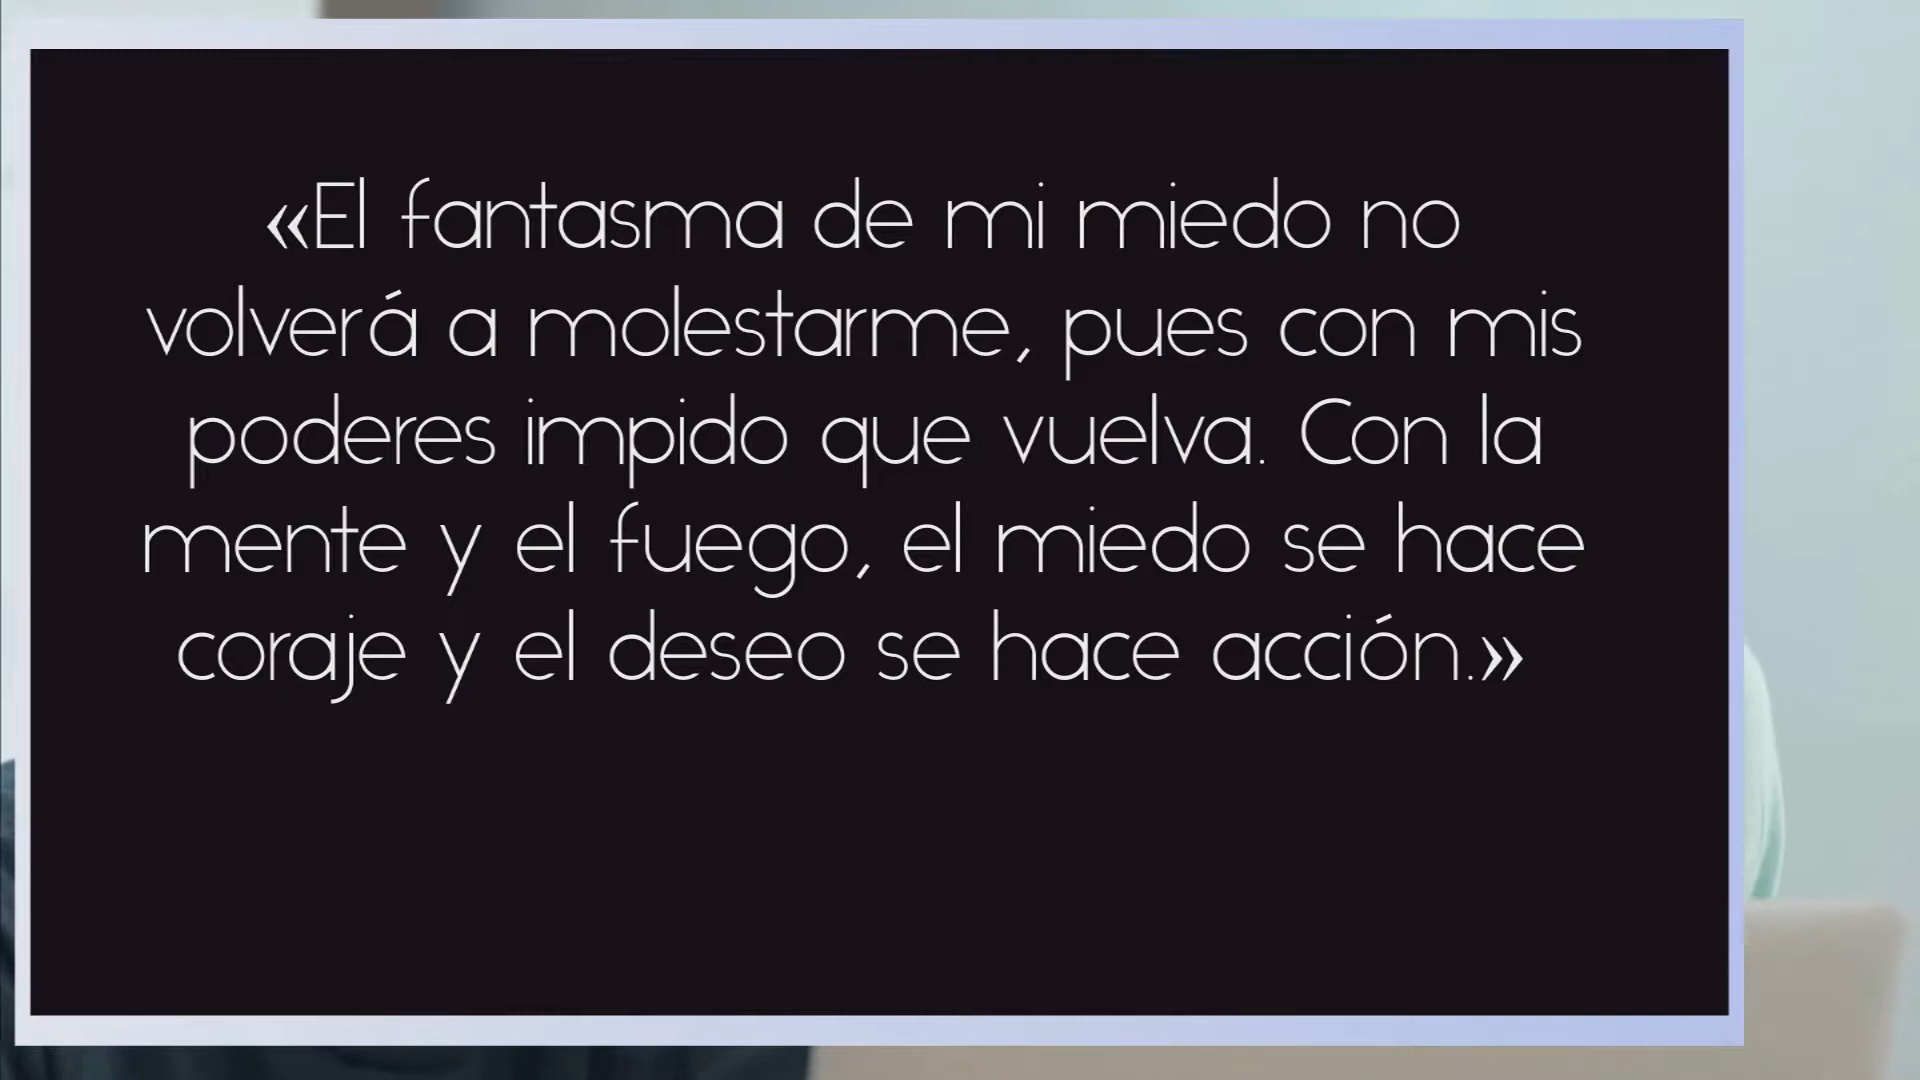 «El fantasma de mi miedo no
volverá a molestarme, pues con mis
poderes impido que vuelva. Con la
mente y el fuego, el miedo se hace
coraje y el deseo se hace acción.»